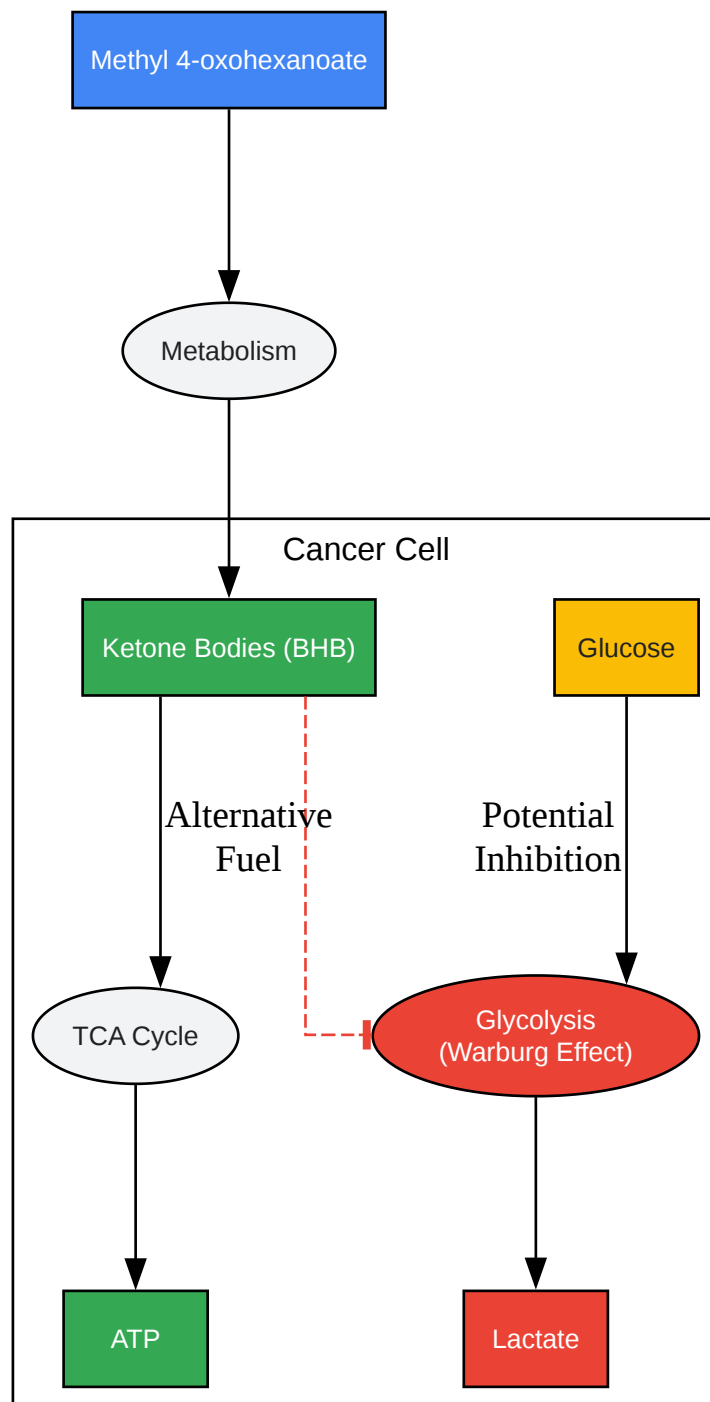 Methyl 4-oxohexanoate
Metabolism
Cancer Cell
Ketone Bodies (BHB)
Glucose
Alternative
Fuel
Potential
Inhibition
TCA Cycle
Glycolysis
(Warburg Effect)
ATP
Lactate